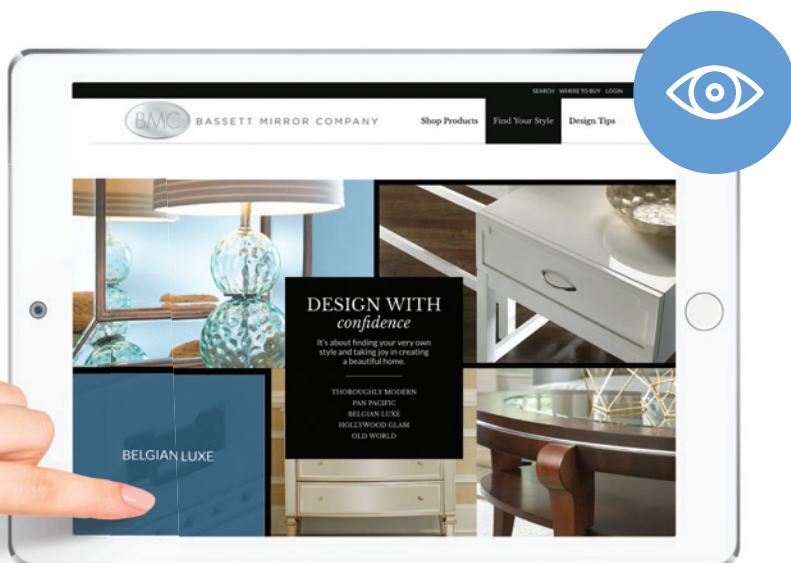 SEARCH WHERE TO BUY LOGIN
BMC BASSETT MIRROR COMPANY
Shop Products Find Your Style Design Tips
DESIGN WITH
confidence
It's about finding your very own
style and taking joy in creating
a beautiful home.
THOROUGHLY MODERN
PAN PACIFIC
BELGIAN LUXE
HOLLYWOOD GLAM
OLD WORLD
BELGIAN LUXE